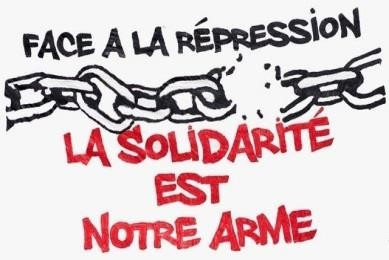 FACE A LA RÉPRESSION
LA SOLIDARITÉ
EST
NOTRE ARME